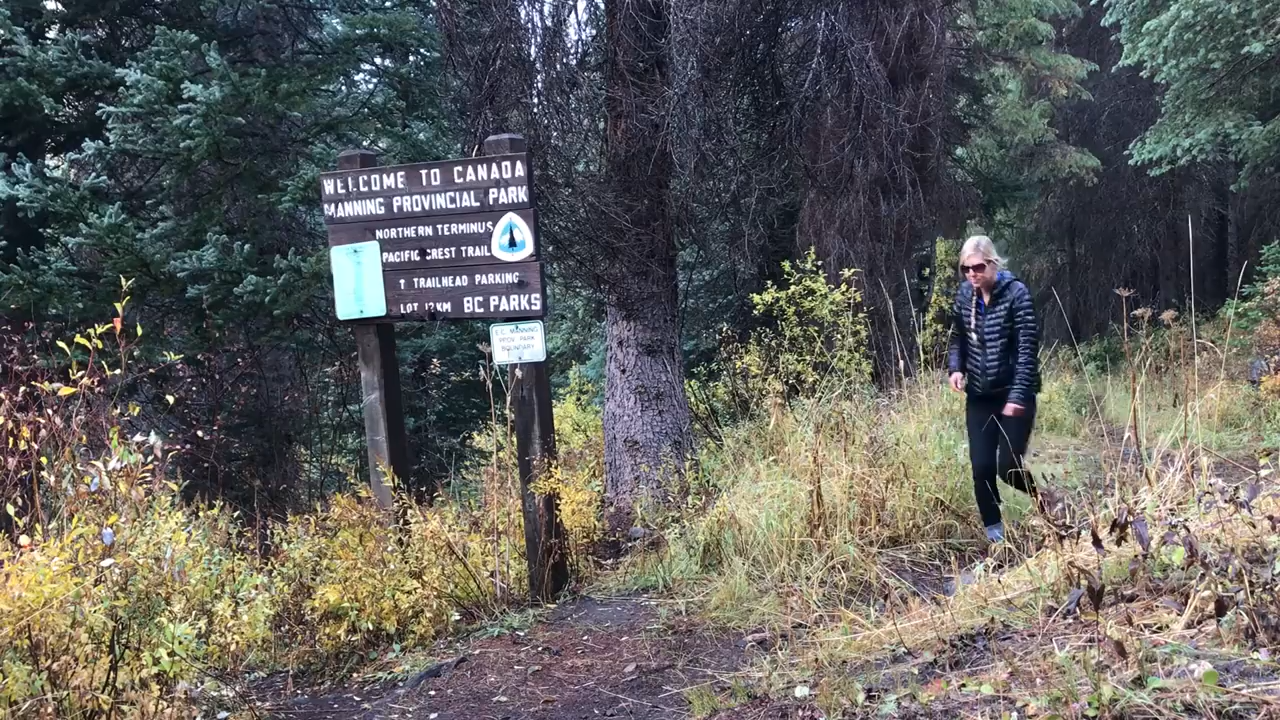 WELCOME TO CANADA
MANNING PROVINCIAL PARK
NORTHERN TERMINUS
PACIFIC CREST TRAIL
↑ TRAILHEAD PARKING
LOT 12KM BC PARKS
E.C. MANNING
PROV. PARK
BOUNDARY